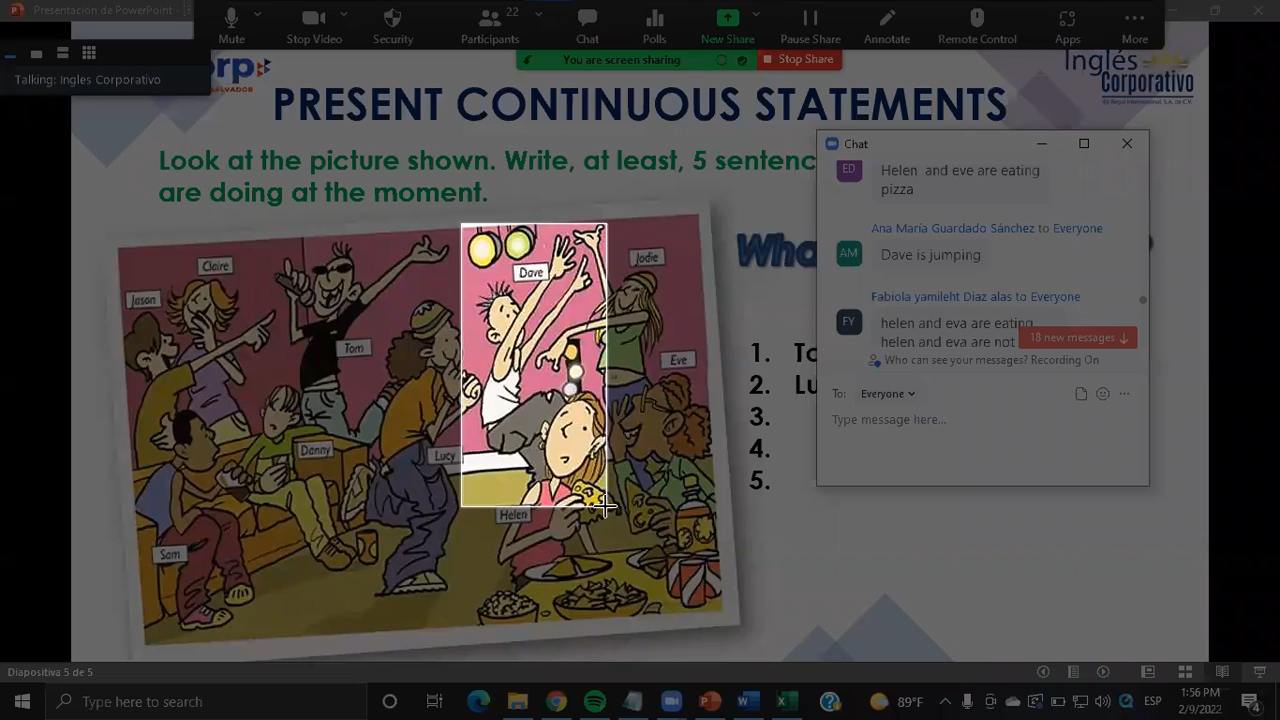 Presentación de PowerPoint -
22
Mute
Stop Video
Security
Participants
Chat
Polls
New Share
Pause Share
Annotate
Remote Control
Apps
More
You are screen sharing
Stop Share
Talking: Ingles Corporativo
rp
SALVADOR
Inglés
Corporativo
PRESENT CONTINUOUS STATEMENTS
Look at the picture shown. Write, at least, 5 sentenc
are doing at the moment.
Wha
Chat
ED
Helen and eve are eating
pizza
Ana María Guardado Sánchez to Everyone
AM
Dave is jumping
Fabiola yamileht Diaz alas to Everyone
FY
helen and eva are eating
helen and eva are not
18 new messages
Who can see your messages? Recording On
To: Everyone
Type message here...
Jason
Claire
Tom
Dave
Jodie
Eve
Danny
Lucy
Sam
Helen
1. To
2. Lu
3.
4.
5.
Diapositiva 5 de 5
Type here to search
89°F
ESP
1:56 PM
2/9/2022
4